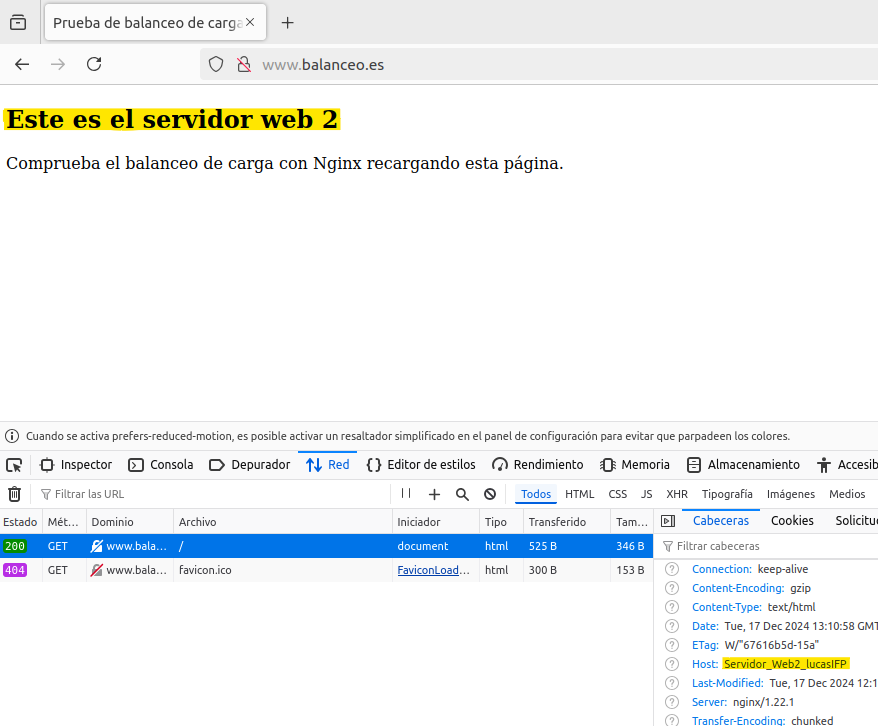 Prueba de balanceo de carga
www.balanceo.es
Este es el servidor web 2
Comprueba el balanceo de carga con Nginx recargando esta página.
Cuando se activa prefers-reduced-motion, es posible activar un resaltador simplificado en el panel de configuración para evitar que parpadeen los colores.
Inspector Consola Depurador Red Editor de estilos Rendimiento Memoria Almacenamiento Accesib
Filtrar las URL Todos HTML CSS JS XHR Tipografía Imágenes Medios
Estado Mét... Dominio Archivo Iniciador Tipo Transferido Tam...
200 GET www.bala... / document html 525 B 346 B
404 GET www.bala... favicon.ico FaviconLoad... html 300 B 153 B
Cabeceras Cookies Solicitu
Filtrar cabeceras
Connection: keep-alive
Content-Encoding: gzip
Content-Type: text/html
Date: Tue, 17 Dec 2024 13:10:58 GMT
ETag: W/"67616b5d-15a"
Host: Servidor_Web2_lucasIFP
Last-Modified: Tue, 17 Dec 2024 12:1
Server: nginx/1.22.1
Transfer-Encoding: chunked